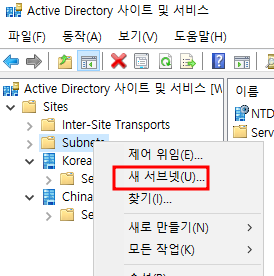 Active Directory 사이트 및 서비스
파일(F) 동작(A) 보기(V) 도움말(H)
Active Directory 사이트 및 서비스 [W
이름
Sites
Inter-Site Transports
NTD
Subnets
Serv
제어 위임(E)...
Korea
새 서브넷(U)...
Se
찾기(I)...
China
Se
새로 만들기(N)
모든 작업(K)